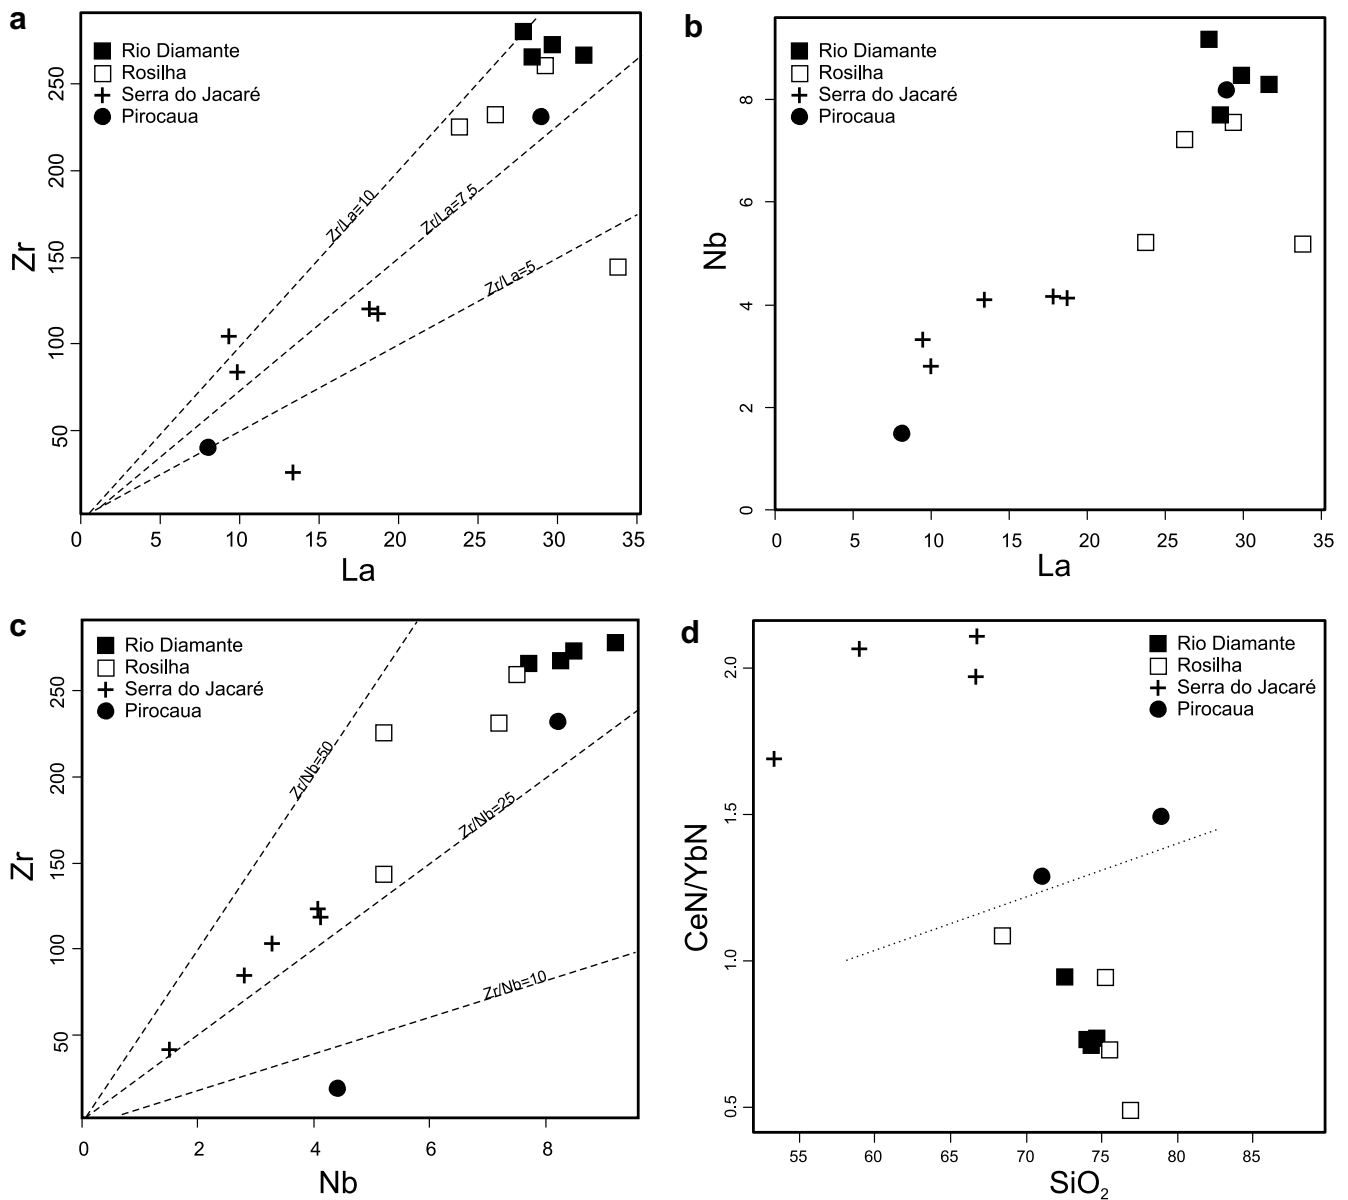 a
Rio Diamante
Rosilha
Serra do Jacaré
Pirocaua
Zr/La=10
Zr/La=7,5
Zr/La=5
Zr
50
100
150
200
250
0 5 10 15 20 25 30 35
La
b
Rio Diamante
Rosilha
Serra do Jacaré
Pirocaua
Nb
0
2
4
6
8
0 5 10 15 20 25 30 35
La
c
Rio Diamante
Rosilha
Serra do Jacaré
Pirocaua
Zr/Nb=50
Zr/Nb=25
Zr/Nb=10
Zr
50
100
150
200
250
0 2 4 6 8
Nb
d
Rio Diamante
Rosilha
Serra do Jacaré
Pirocaua
CeN/YbN
0.5
1.0
1.5
2.0
55 60 65 70 75 80 85
SiO₂